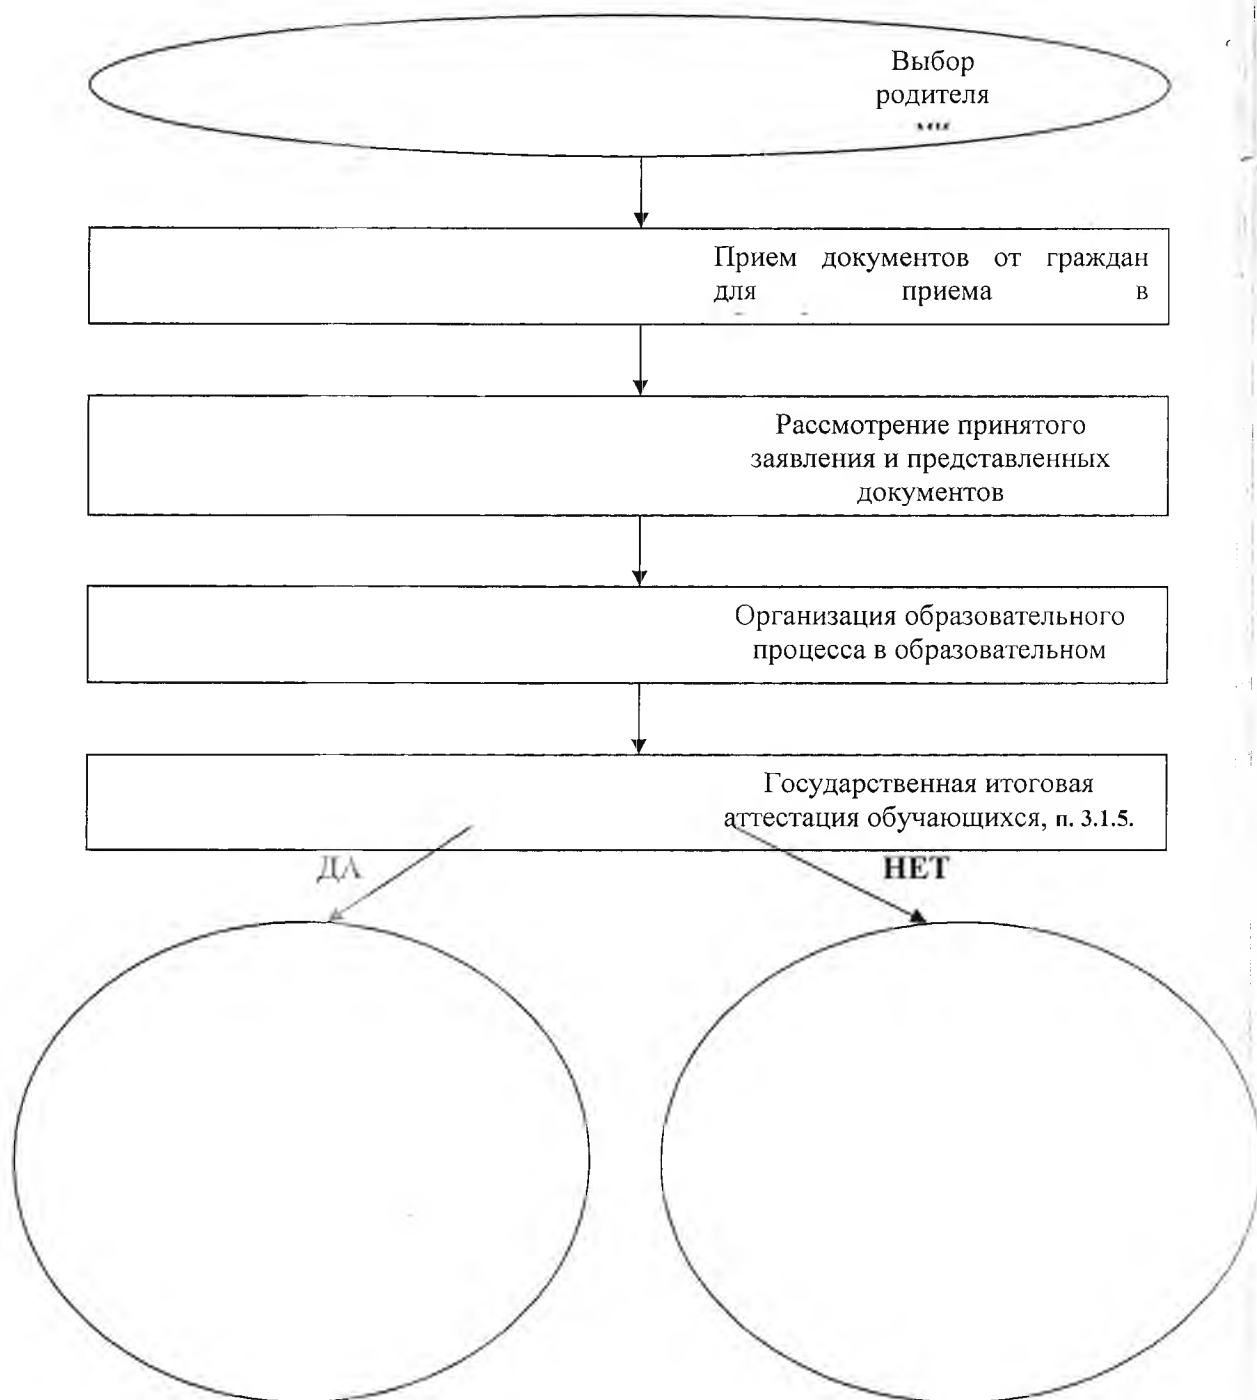 Выбор
родителя
Прием документов от граждан
для приема в
Рассмотрение принятого
заявления и представленных
документов
Организация образовательного
процесса в образовательном
Государственная итоговая
аттестация обучающихся, п. 3.1.5.
ДА
НЕТ